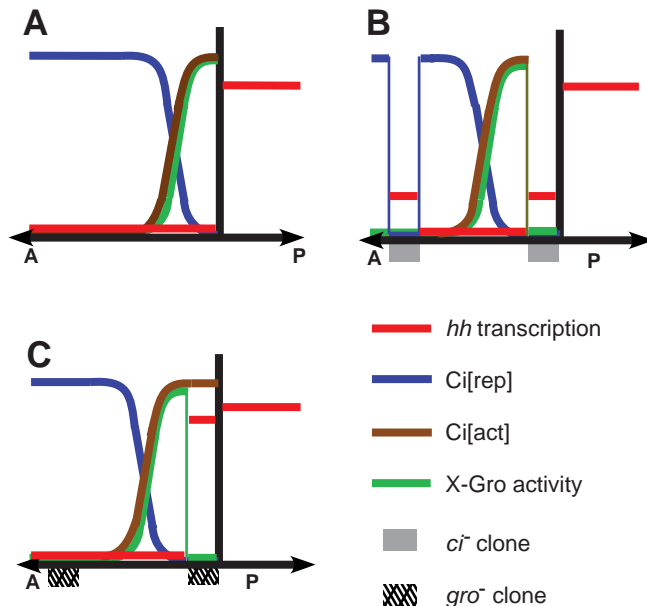 A
A
P
B
A
P
C
A
P
hh transcription
Ci[rep]
Ci[act]
X-Gro activity
ci- clone
gro- clone